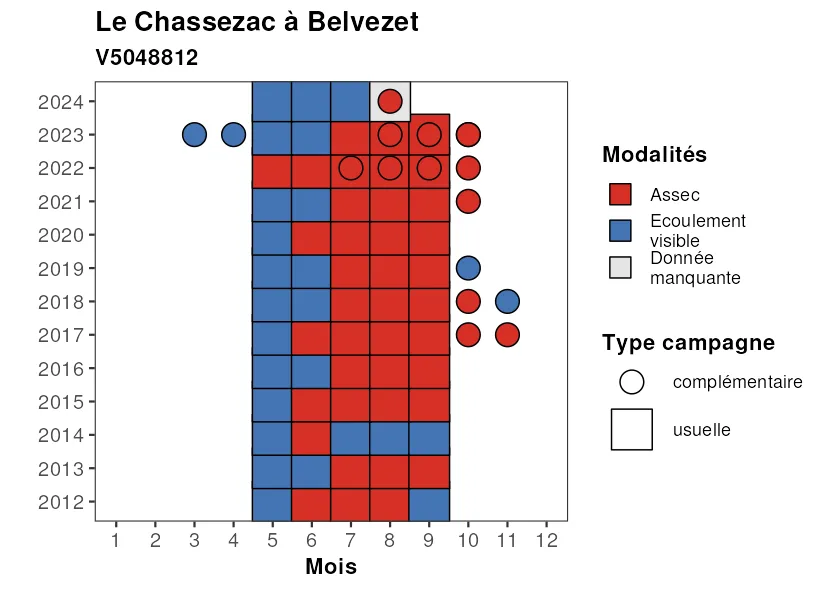 Le Chassezac à Belvezet
V5048812
2024
2023
2022
2021
2020
2019
2018
2017
2016
2015
2014
2013
2012
1 2 3 4 5 6 7 8 9 10 11 12
Mois
Modalités
Assec
Ecoulement
visible
Donnée
manquante
Type campagne
complémentaire
usuelle